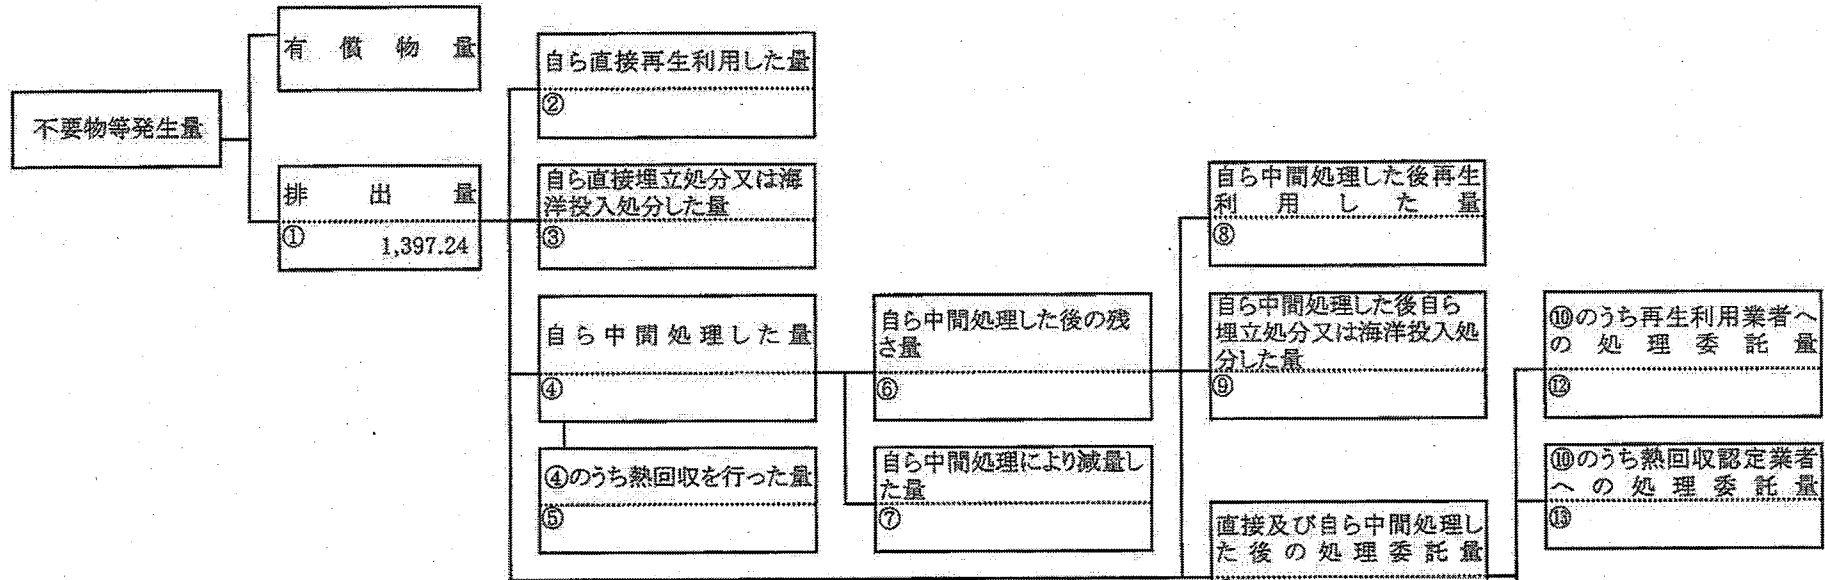 不要物等発生量
有償物量
排出量
①
1,397.24
自ら直接再生利用した量
②
自ら直接埋立処分又は海
洋投入処分した量
③
自ら中間処理した量
④
④のうち熱回収を行った量
⑤
自ら中間処理した後の残
さ量
⑥
自ら中間処理により減量し
た量
⑦
自ら中間処理した後再生
利用した量
⑧
自ら中間処理した後自ら
埋立処分又は海洋投入処
分した量
⑨
直接及び自ら中間処理し
た後の処理委託量
⑩のうち再生利用業者へ
の処理委託量
⑫
⑩のうち熱回収認定業者
への処理委託量
⑬